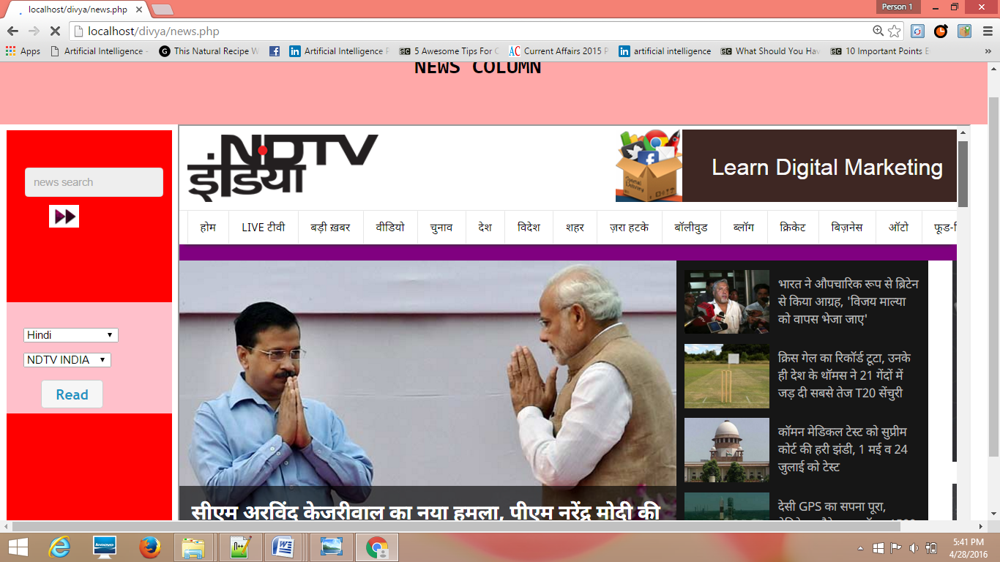 localhost/divya/news.php
Person 1
localhost/divya/news.php
Apps
Artificial Intelligence -
This Natural Recipe W
Artificial Intelligence F
5 Awesome Tips For C
Current Affairs 2015 P
artificial intelligence
What Should You Hav
10 Important Points E
NEWS COLUMN
news search
Hindi
NDTV INDIA
Read
NDTV
इंडिया
Learn Digital Marketing
होम
LIVE टीवी
बड़ी ख़बर
वीडियो
चुनाव
देश
विदेश
शहर
ज़रा हटके
बॉलीवुड
ब्लॉग
क्रिकेट
बिज़नेस
ऑटो
सीएम अरविंद केजरीवाल का नया हमला, पीएम नरेंद्र मोदी की
भारत ने औपचारिक रूप से ब्रिटेन
से किया आग्रह, 'विजय माल्या
को वापस भेजा जाए'
क्रिस गेल का रिकॉर्ड टूटा, उनके
ही देश के थॉमस ने 21 गेंदों में
जड़ दी सबसे तेज T20 सेंचुरी
कॉमन मेडिकल टेस्ट को सुप्रीम
कोर्ट की हरी झंडी, 1 मई व 24
जुलाई को टेस्ट
देसी GPS का सपना पूरा,
lenovo
5:41 PM
4/28/2016